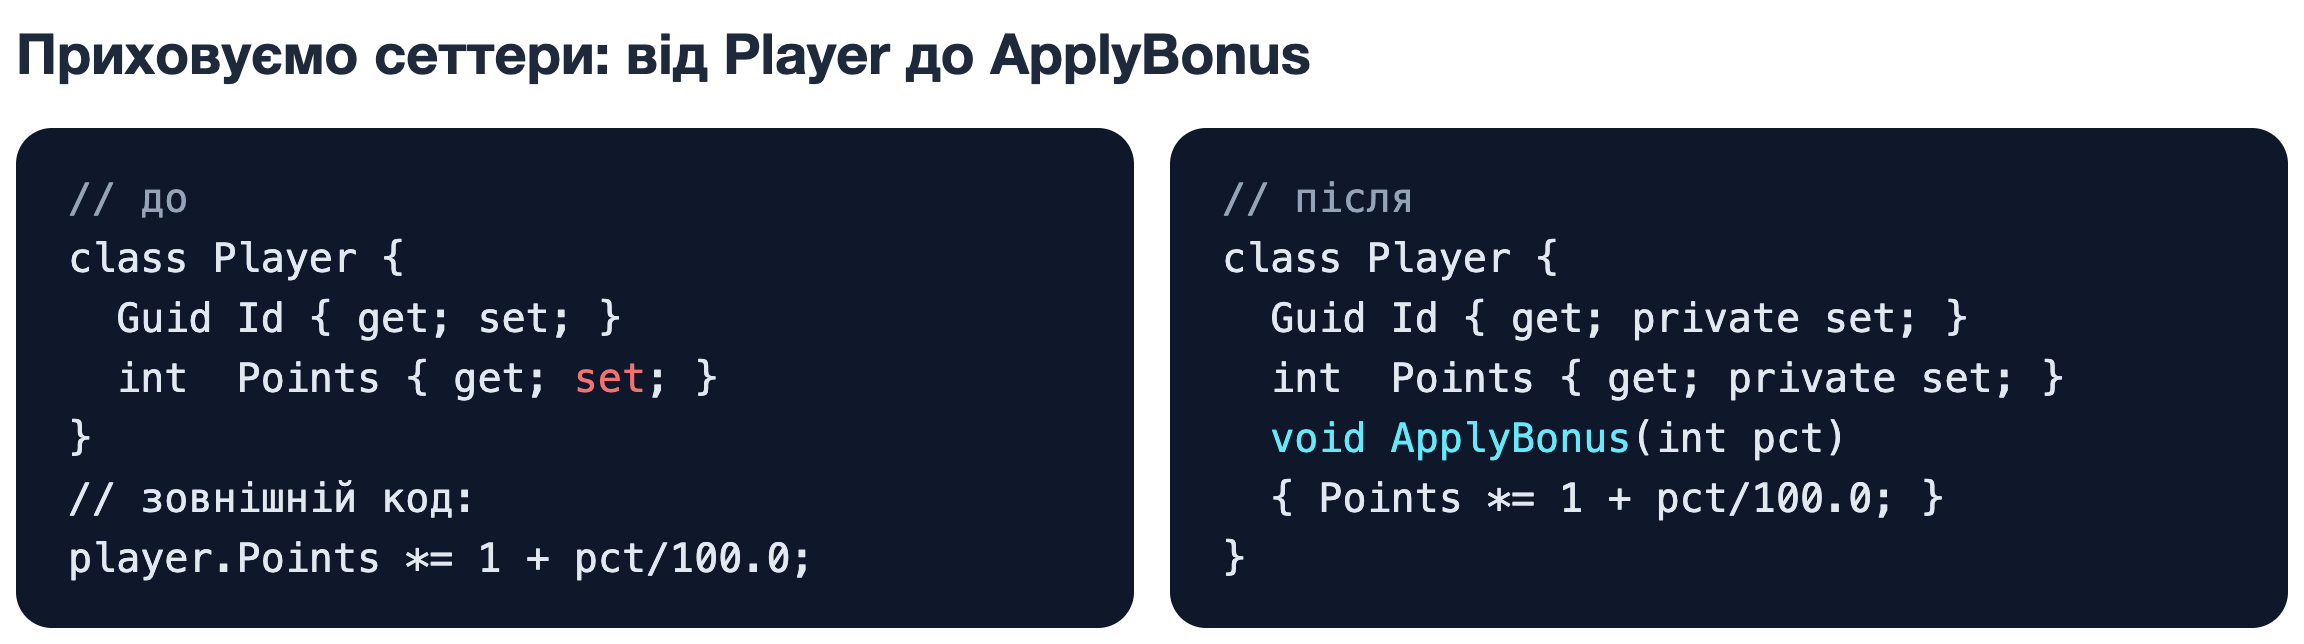 Приховуємо сеттери: від Player до ApplyBonus
// до
class Player {
  Guid Id { get; set; }
  int  Points { get; set; }
}
// зовнішній код:
player.Points *= 1 + pct/100.0;
// після
class Player {
  Guid Id { get; private set; }
  int  Points { get; private set; }
  void ApplyBonus(int pct)
  { Points *= 1 + pct/100.0; }
}